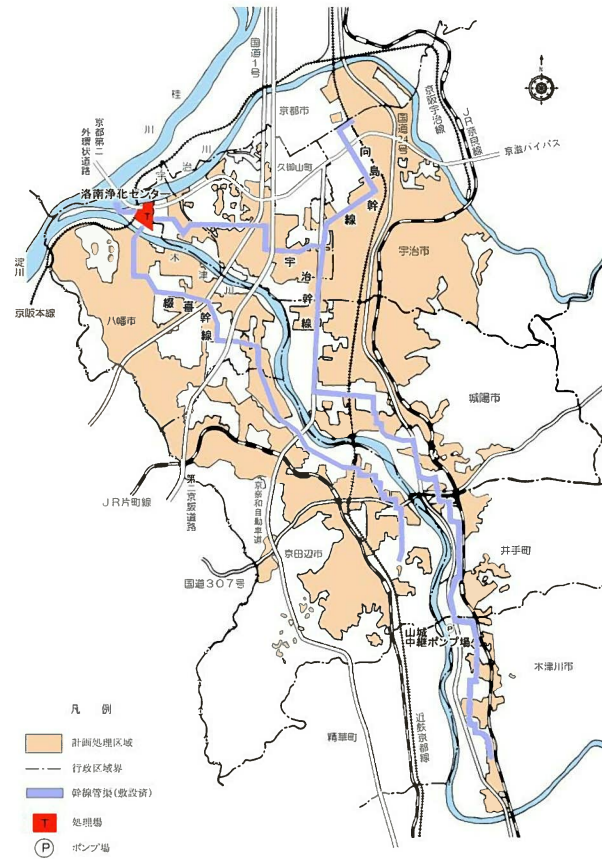 国道1号
桂川
京都市
宇治川
京都第二
外環状道路
久御山町
国道24号
京阪宇治線
JR奈良線
京滋バイパス
N
洛南浄化センター
T
向島幹線
宇治市
淀川
木津川
宇治幹線
京阪本線
八幡市
綴喜幹線
城陽市
JR片町線
第二京阪道路
京奈和自動車道
京田辺市
国道307号
井手町
P
山城
中継ポンプ場
木津川市
近鉄京都線
精華町
凡例
計画処理区域
行政区域界
幹線管渠(敷設済)
T
処理場
P
ポンプ場